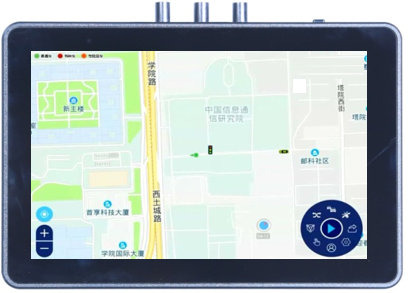 学院路
塔院西街
新主楼
中国信息通
信研究院
塔院
家
邮科社区
首享科技大厦
西土城路
学院国际大厦
+
−